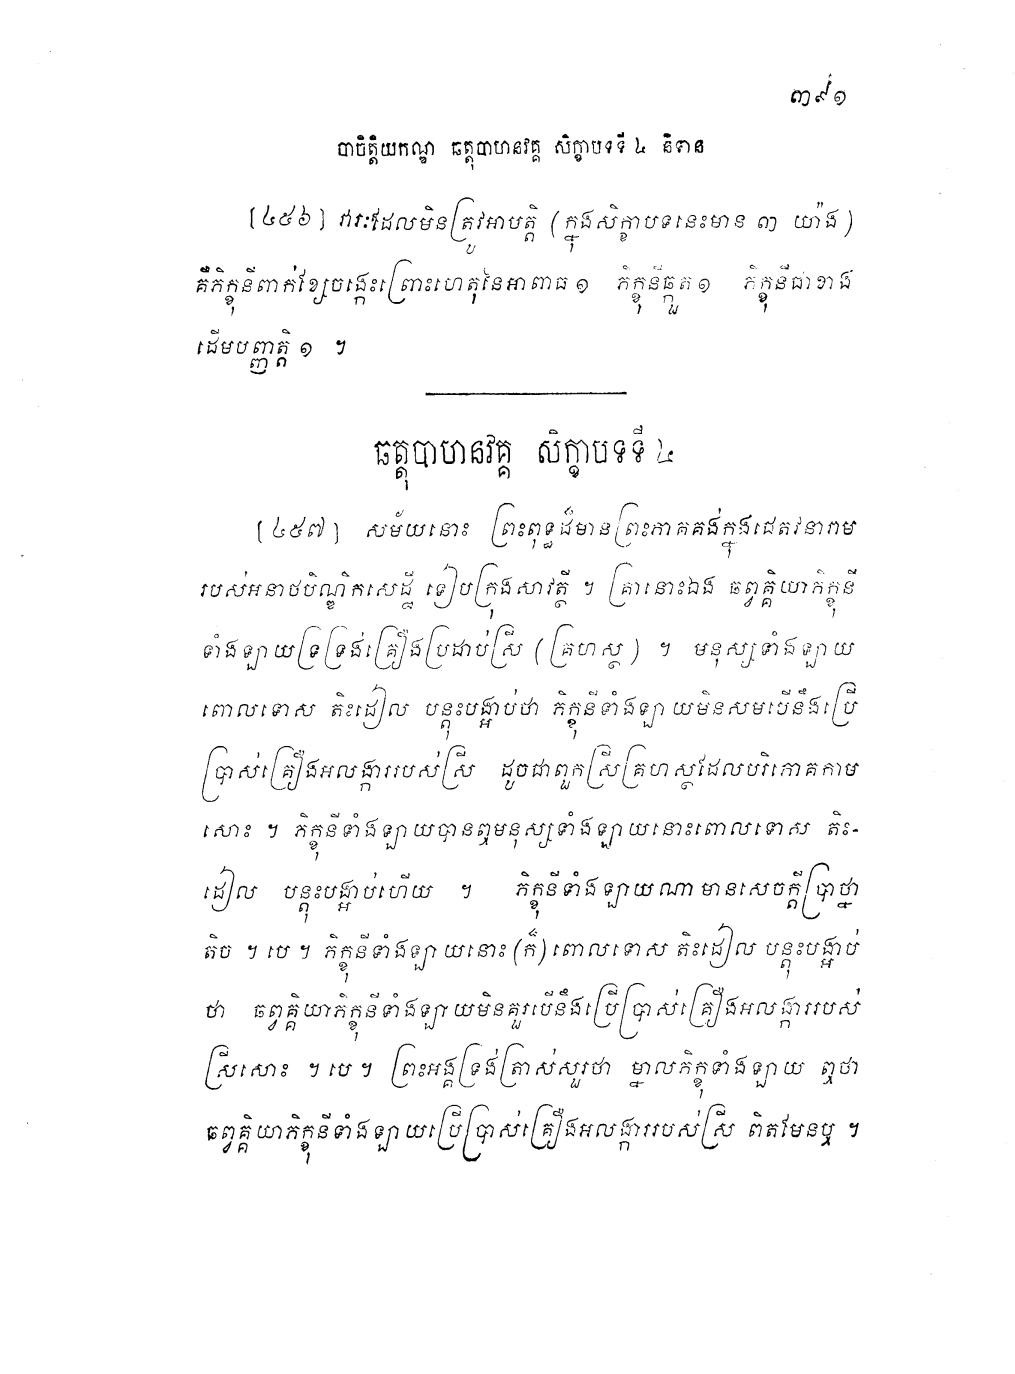 ៣៩១
បាចិត្តិយកណ្ឌ ឆត្តុបាហនវគ្គ សិក្ខាបទទី ៤ និទាន
[៤៥៦] វារៈដែលមិនត្រូវអាបត្តិ (ក្នុងសិក្ខាបទនេះមាន ៣ យ៉ាង)
គឺភិក្ខុនីពាក់ខ្សែចង្កេះព្រោះហេតុនៃអាពាធ ១ ភិក្ខុនីឆ្កួត ១ ភិក្ខុនីជាខាង
ដើមបញ្ញត្តិ ១ ។
ឆត្តុបាហនវគ្គ សិក្ខាបទទី ៤
[៤៥៧] សម័យនោះ ព្រះពុទ្ធដ៏មានព្រះភាគគង់ក្នុងជេតវនារាម
របស់អនាថបិណ្ឌិកសេដ្ឋី ទៀបក្រុងសាវត្ថី ។ គ្រានោះឯង ឆព្វគ្គិយាភិក្ខុនី
ទាំងឡាយទ្រទ្រង់គ្រឿងប្រដាប់ស្រី (គ្រហស្ថ) ។ មនុស្សទាំងឡាយ
ពោលទោស តិះដៀល បន្តុះបង្អាប់ថា ភិក្ខុនីទាំងឡាយមិនសមបើនឹងប្រើ
ប្រាស់គ្រឿងអលង្ការរបស់ស្រី ដូចជាពួកស្រីគ្រហស្ថដែលបរិភោគកាម
សោះ ។ ភិក្ខុនីទាំងឡាយបានឮមនុស្សទាំងឡាយនោះពោលទោស តិះ-
ដៀល បន្តុះបង្អាប់ហើយ ។ ភិក្ខុនីទាំងឡាយណាមានសេចក្តីប្រាថ្នា
តិច ។ បេ ។ ភិក្ខុនីទាំងឡាយនោះ (ក៏) ពោលទោស តិះដៀល បន្តុះបង្អាប់
ថា ឆព្វគ្គិយាភិក្ខុនីទាំងឡាយមិនគួរបើនឹងប្រើប្រាស់គ្រឿងអលង្ការរបស់
ស្រីសោះ ។ បេ ។ ព្រះអង្គទ្រង់ត្រាស់សួរថា ម្នាលភិក្ខុទាំងឡាយ ឮថា
ឆព្វគ្គិយាភិក្ខុនីទាំងឡាយប្រើប្រាស់គ្រឿងអលង្ការរបស់ស្រី ពិតមែនឬ ។